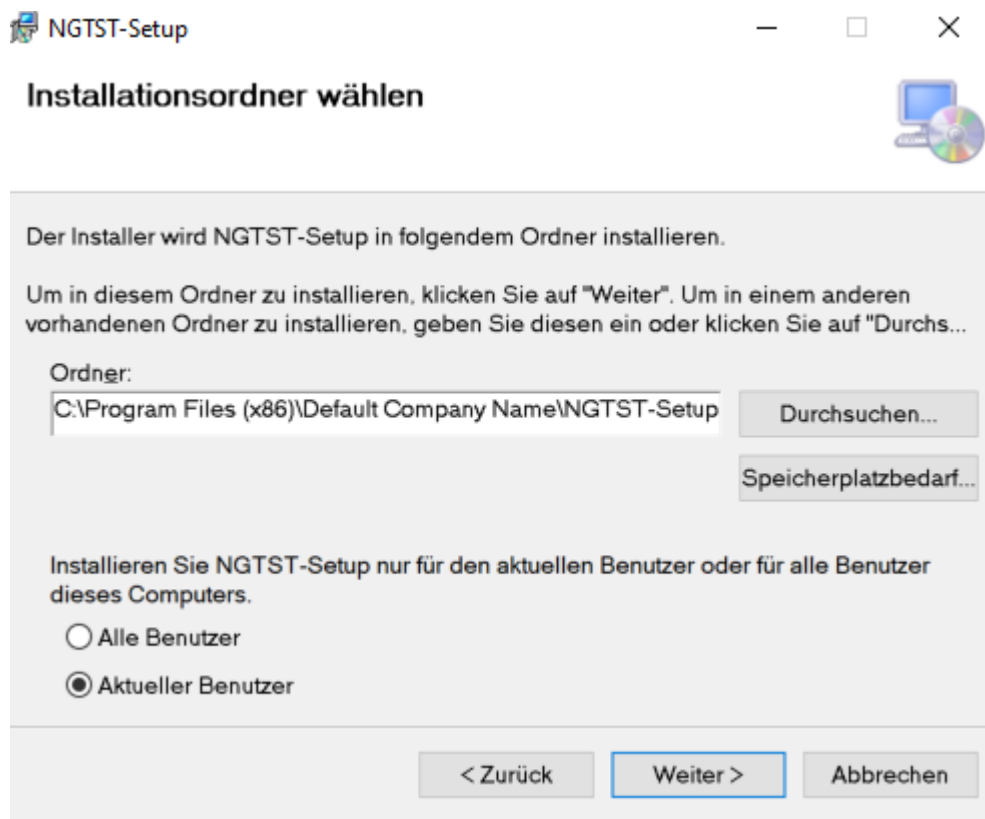 NGTST-Setup
Installationsordner wählen
Der Installer wird NGTST-Setup in folgendem Ordner installieren.
Um in diesem Ordner zu installieren, klicken Sie auf "Weiter". Um in einem anderen
vorhandenen Ordner zu installieren, geben Sie diesen ein oder klicken Sie auf "Durchs...
Ordner:
C:\Program Files (x86)\Default Company Name\NGTST-Setup
Durchsuchen...
Speicherplatzbedarf...
Installieren Sie NGTST-Setup nur für den aktuellen Benutzer oder für alle Benutzer
dieses Computers.
Alle Benutzer
Aktueller Benutzer
< Zurück
Weiter >
Abbrechen